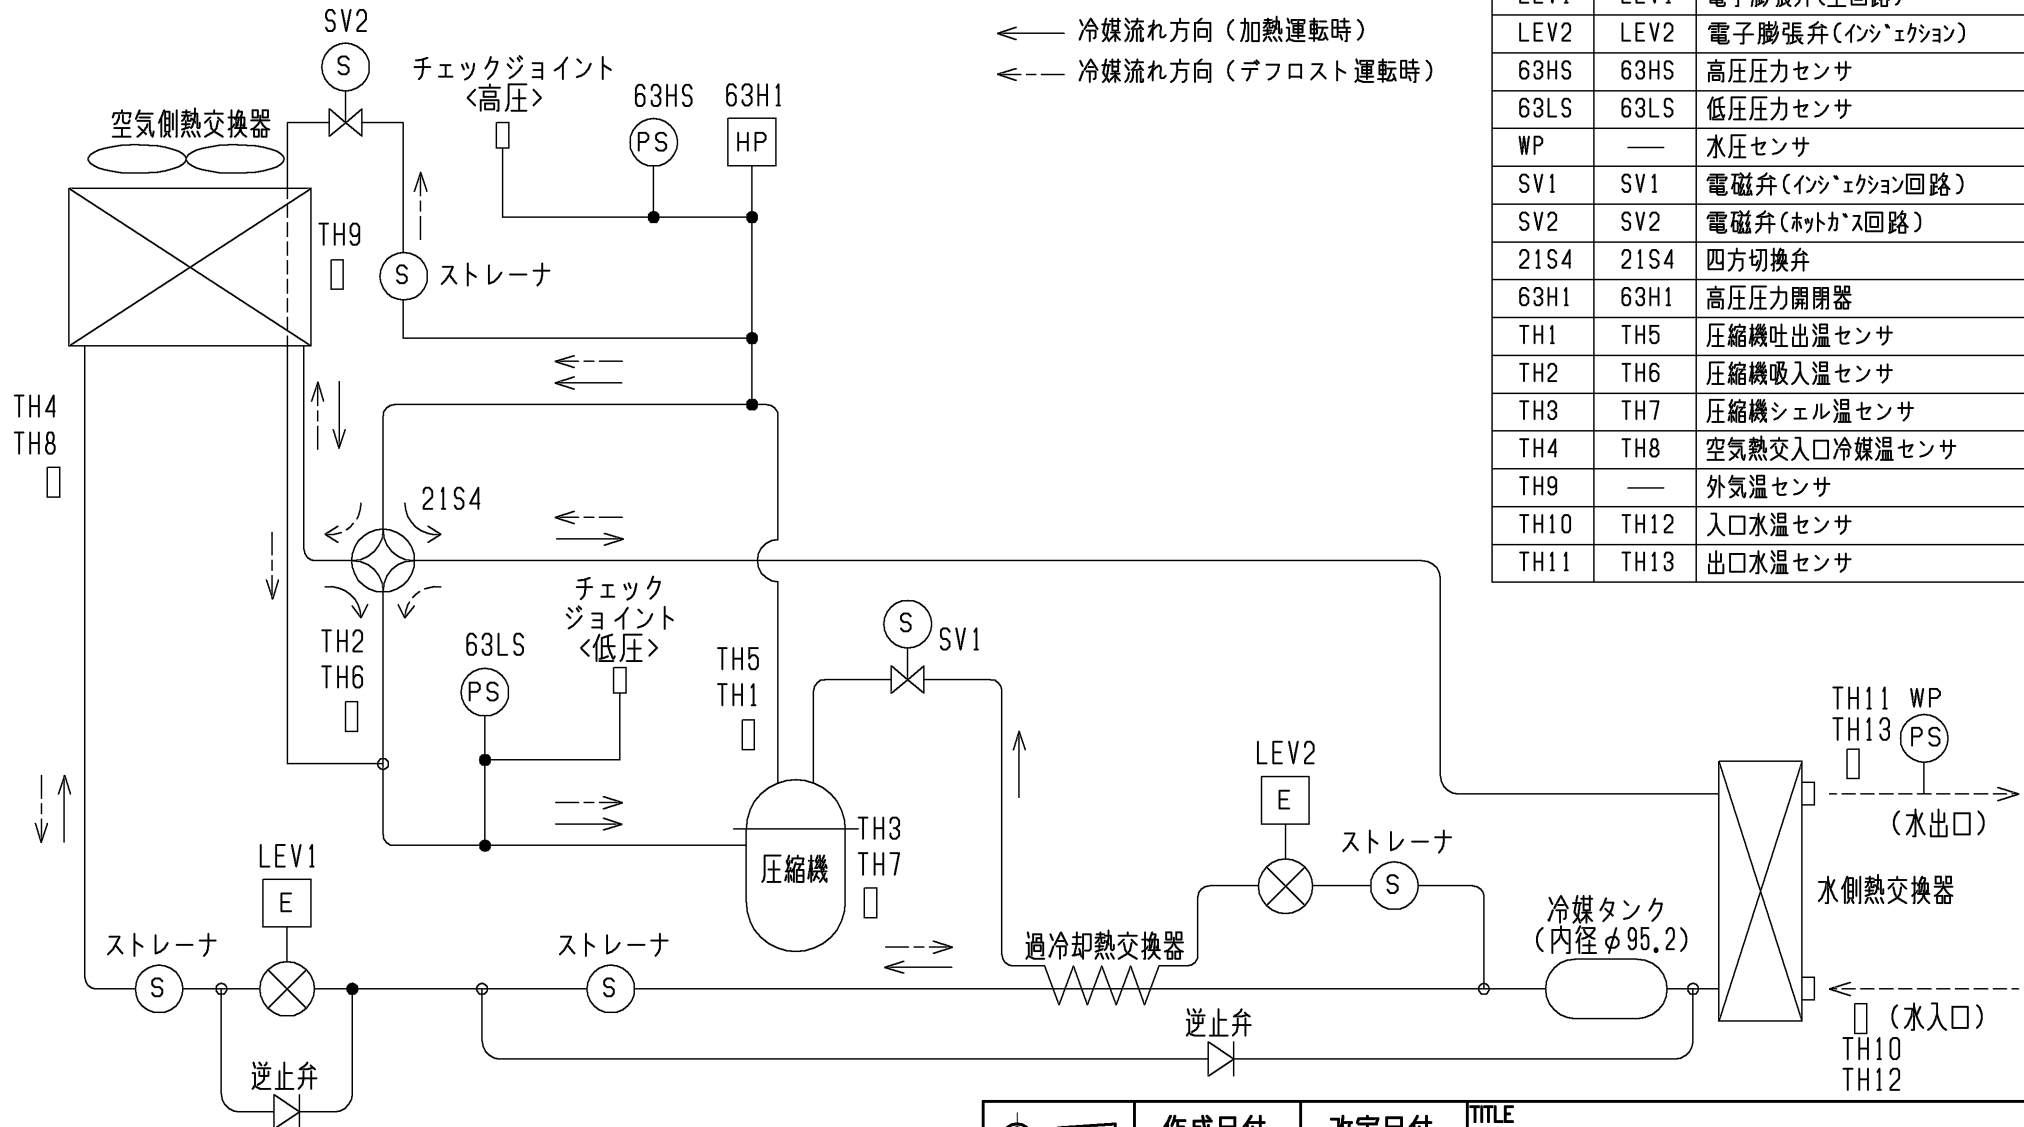 SV2
S
チェックジョイント
<高圧>
63HS
PS
63H1
HP
空気側熱交換器
冷媒流れ方向(加熱運転時)
冷媒流れ方向(デフロスト運転時)
TH9
S
ストレーナ
TH4
TH8
21S4
TH2
TH6
63LS
PS
チェック
ジョイント
<低圧>
TH5
TH1
S
SV1
LEV2
E
ストレーナ
S
TH3
TH7
圧縮機
LEV1
E
ストレーナ
S
ストレーナ
S
過冷却熱交換器
冷媒タンク
(内径φ95.2)
逆止弁
逆止弁
TH11 WP
TH13 PS
(水出口)
水側熱交換器
(水入口)
TH10
TH12
LEV1 LEV1 電子膨張弁(主回路)
LEV2 LEV2 電子膨張弁(インジェクション)
63HS 63HS 高圧圧力センサ
63LS 63LS 低圧圧力センサ
WP — 水圧センサ
SV1 SV1 電磁弁(インジェクション回路)
SV2 SV2 電磁弁(ホットガス回路)
21S4 21S4 四方切換弁
63H1 63H1 高圧圧力開閉器
TH1 TH5 圧縮機吐出温センサ
TH2 TH6 圧縮機吸入温センサ
TH3 TH7 圧縮機シェル温センサ
TH4 TH8 空気熱交入口冷媒温センサ
TH9 — 外気温センサ
TH10 TH12 入口水温センサ
TH11 TH13 出口水温センサ
作成日付 改定日付 TITLE